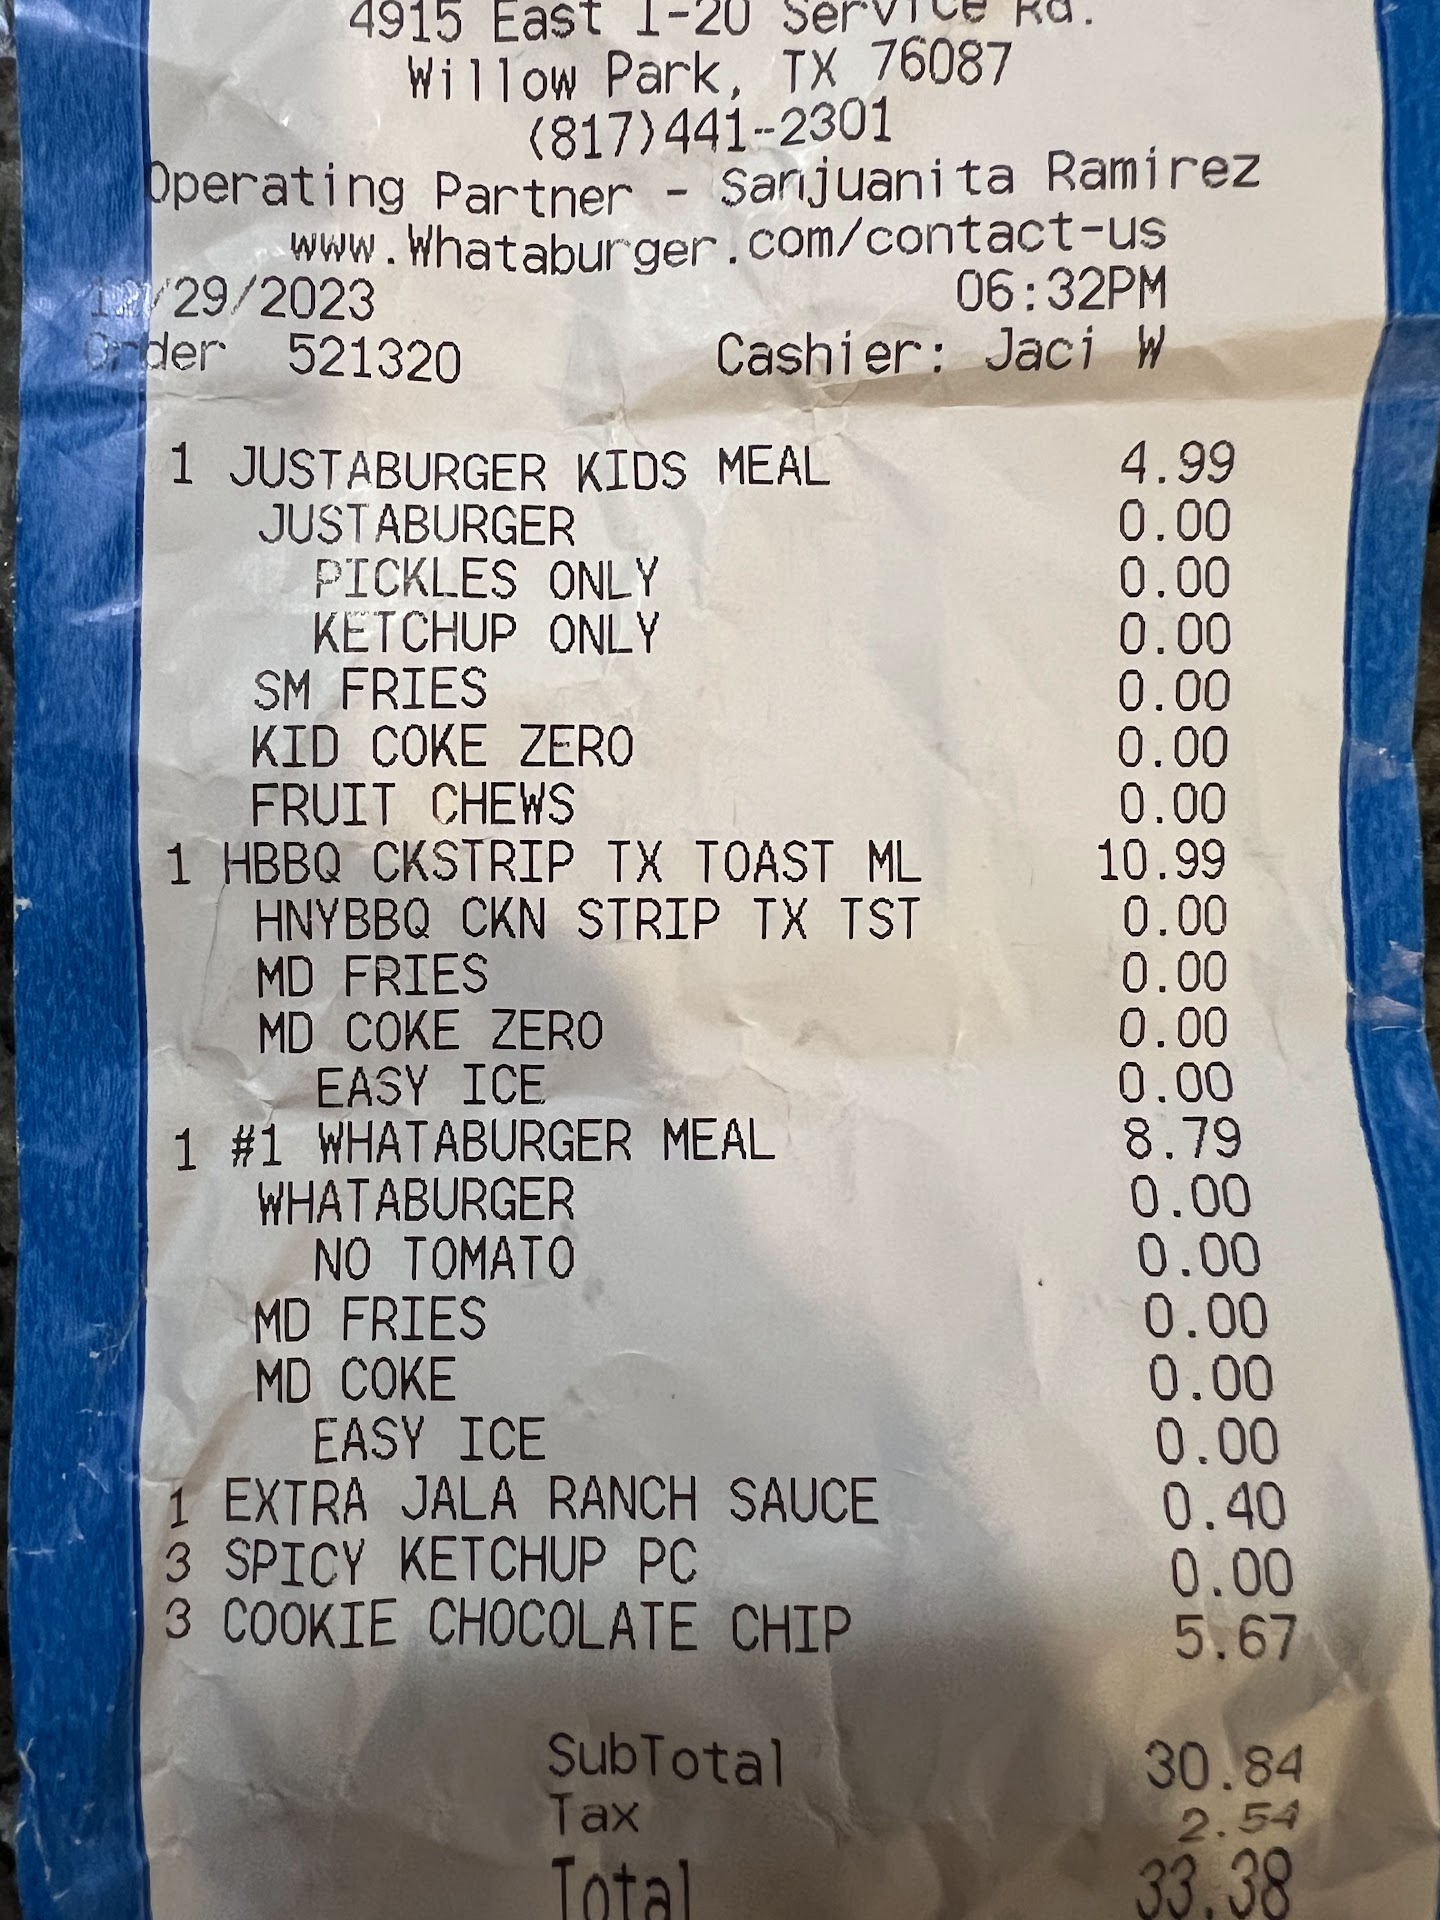 4915 East I-20 Service Rd.
Willow Park, TX 76087
(817)441-2301
Operating Partner - Sanjuanita Ramirez
www.Whataburger.com/contact-us
12/29/2023 06:32PM
Order 521320 Cashier: Jaci W
1 JUSTABURGER KIDS MEAL 4.99
JUSTABURGER 0.00
PICKLES ONLY 0.00
KETCHUP ONLY 0.00
SM FRIES 0.00
KID COKE ZERO 0.00
FRUIT CHEWS 0.00
1 HBBQ CKSTRIP TX TOAST ML 10.99
HNYBBQ CKN STRIP TX TST 0.00
MD FRIES 0.00
MD COKE ZERO 0.00
EASY ICE 0.00
1 #1 WHATABURGER MEAL 8.79
WHATABURGER 0.00
NO TOMATO 0.00
MD FRIES 0.00
MD COKE 0.00
EASY ICE 0.00
1 EXTRA JALA RANCH SAUCE 0.40
3 SPICY KETCHUP PC 0.00
3 COOKIE CHOCOLATE CHIP 5.67
SubTotal 30.84
Tax 2.54
Total 33.38